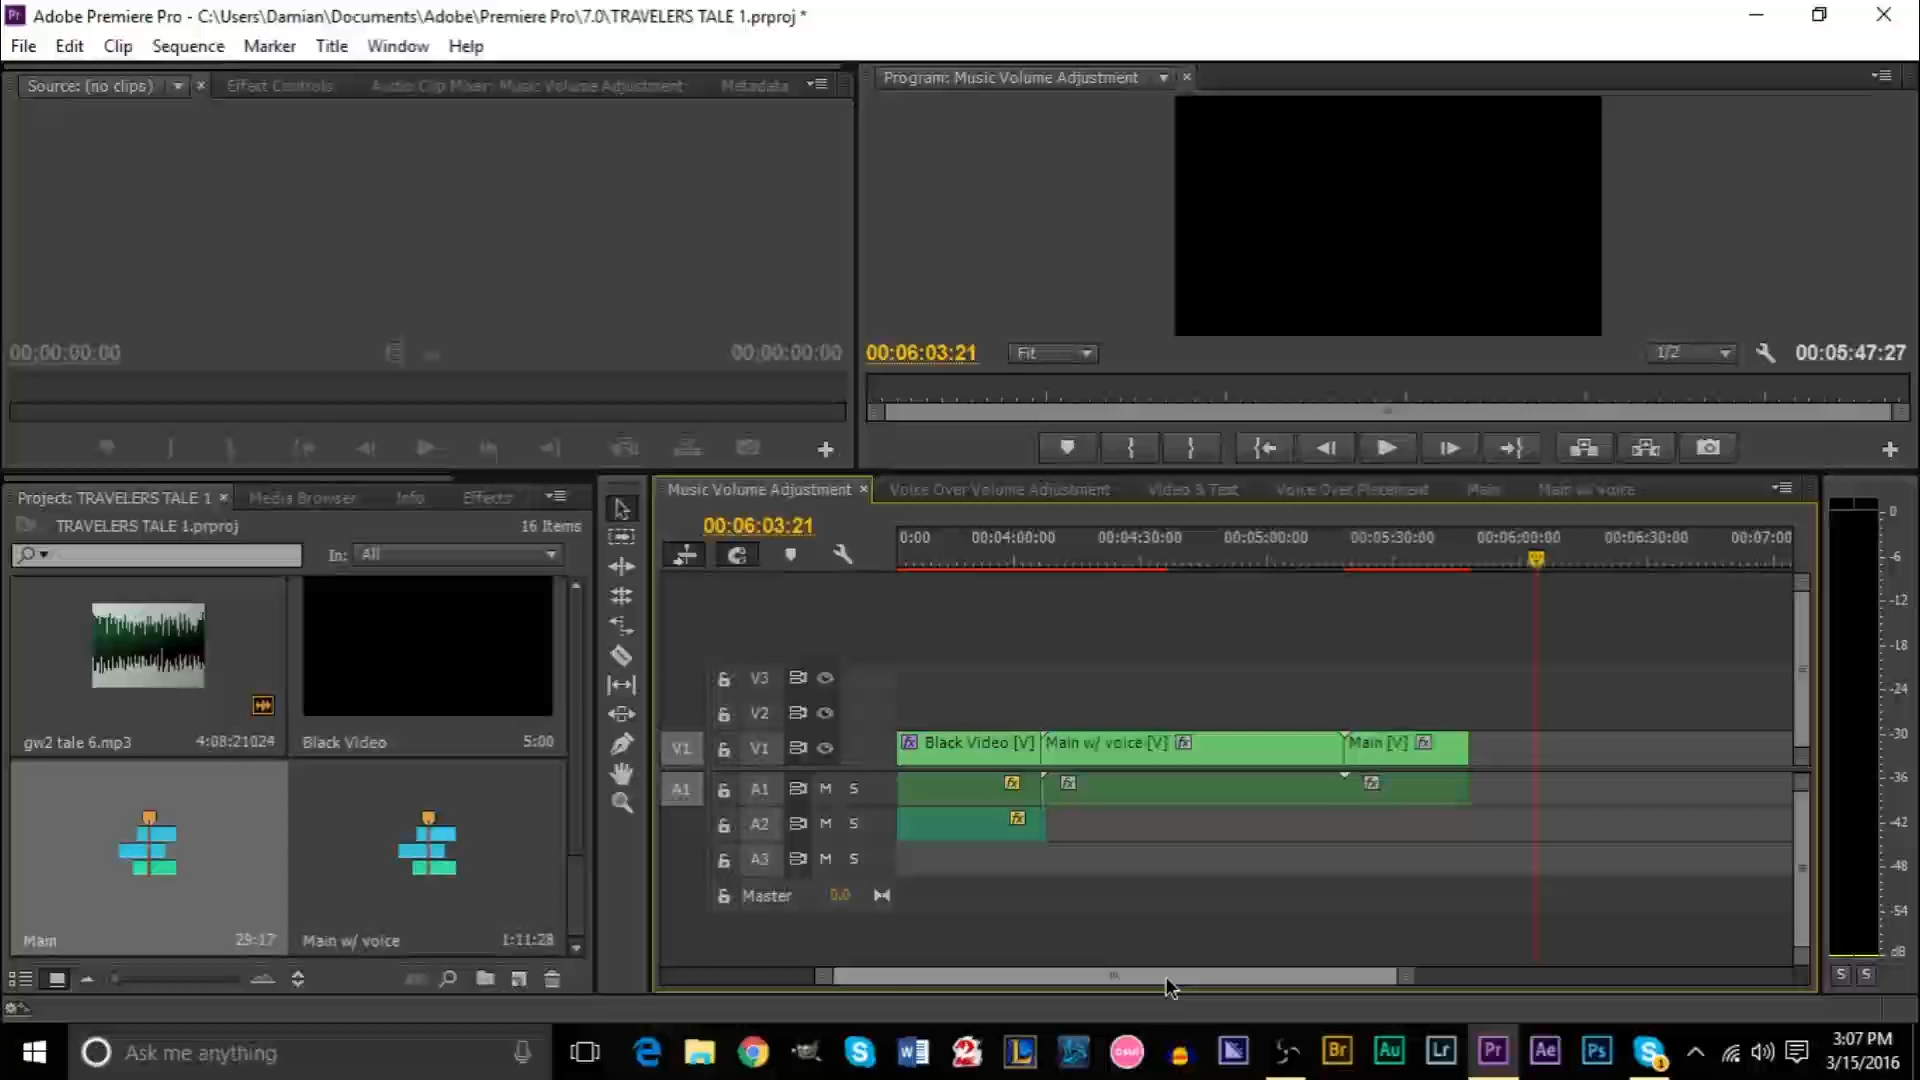 Adobe Premiere Pro - C:\Users\Damian\Documents\Adobe\Premiere Pro\7.0\TRAVELERS TALE 1.prproj *
File Edit Clip Sequence Marker Title Window Help
Source: (no clips) Effect Controls Audio Clip Mixer: Music Volume Adjustment Metadata
Program: Music Volume Adjustment
00;00;00;00 00;00;00;00
00:06:03:21 Fit 1/2 00:05:47:27
Project: TRAVELERS TALE 1 Media Browser Info Effects
TRAVELERS TALE 1.prproj 16 Items
In: All
gw2 tale 6.mp3 4:08:21024
Black Video 5:00
Main 29:17
Main w/ voice 1:11:28
Music Volume Adjustment Voice Over Volume Adjustment Video & Text Voice Over Placement Main Main w/ voice
00:06:03:21
0:00 00:04:00:00 00:04:30:00 00:05:00:00 00:05:30:00 00:06:00:00 00:06:30:00 00:07:00
V3
V2
V1 V1 Black Video [V] Main w/ voice [V] Main [V]
A1 A1 M S
A2 M S
A3 M S
Master 0.0
0
-6
-12
-18
-24
-30
-36
-42
-48
-54
dB
S S
Ask me anything
Br Au Lr Pr Ae Ps
3:07 PM
3/15/2016